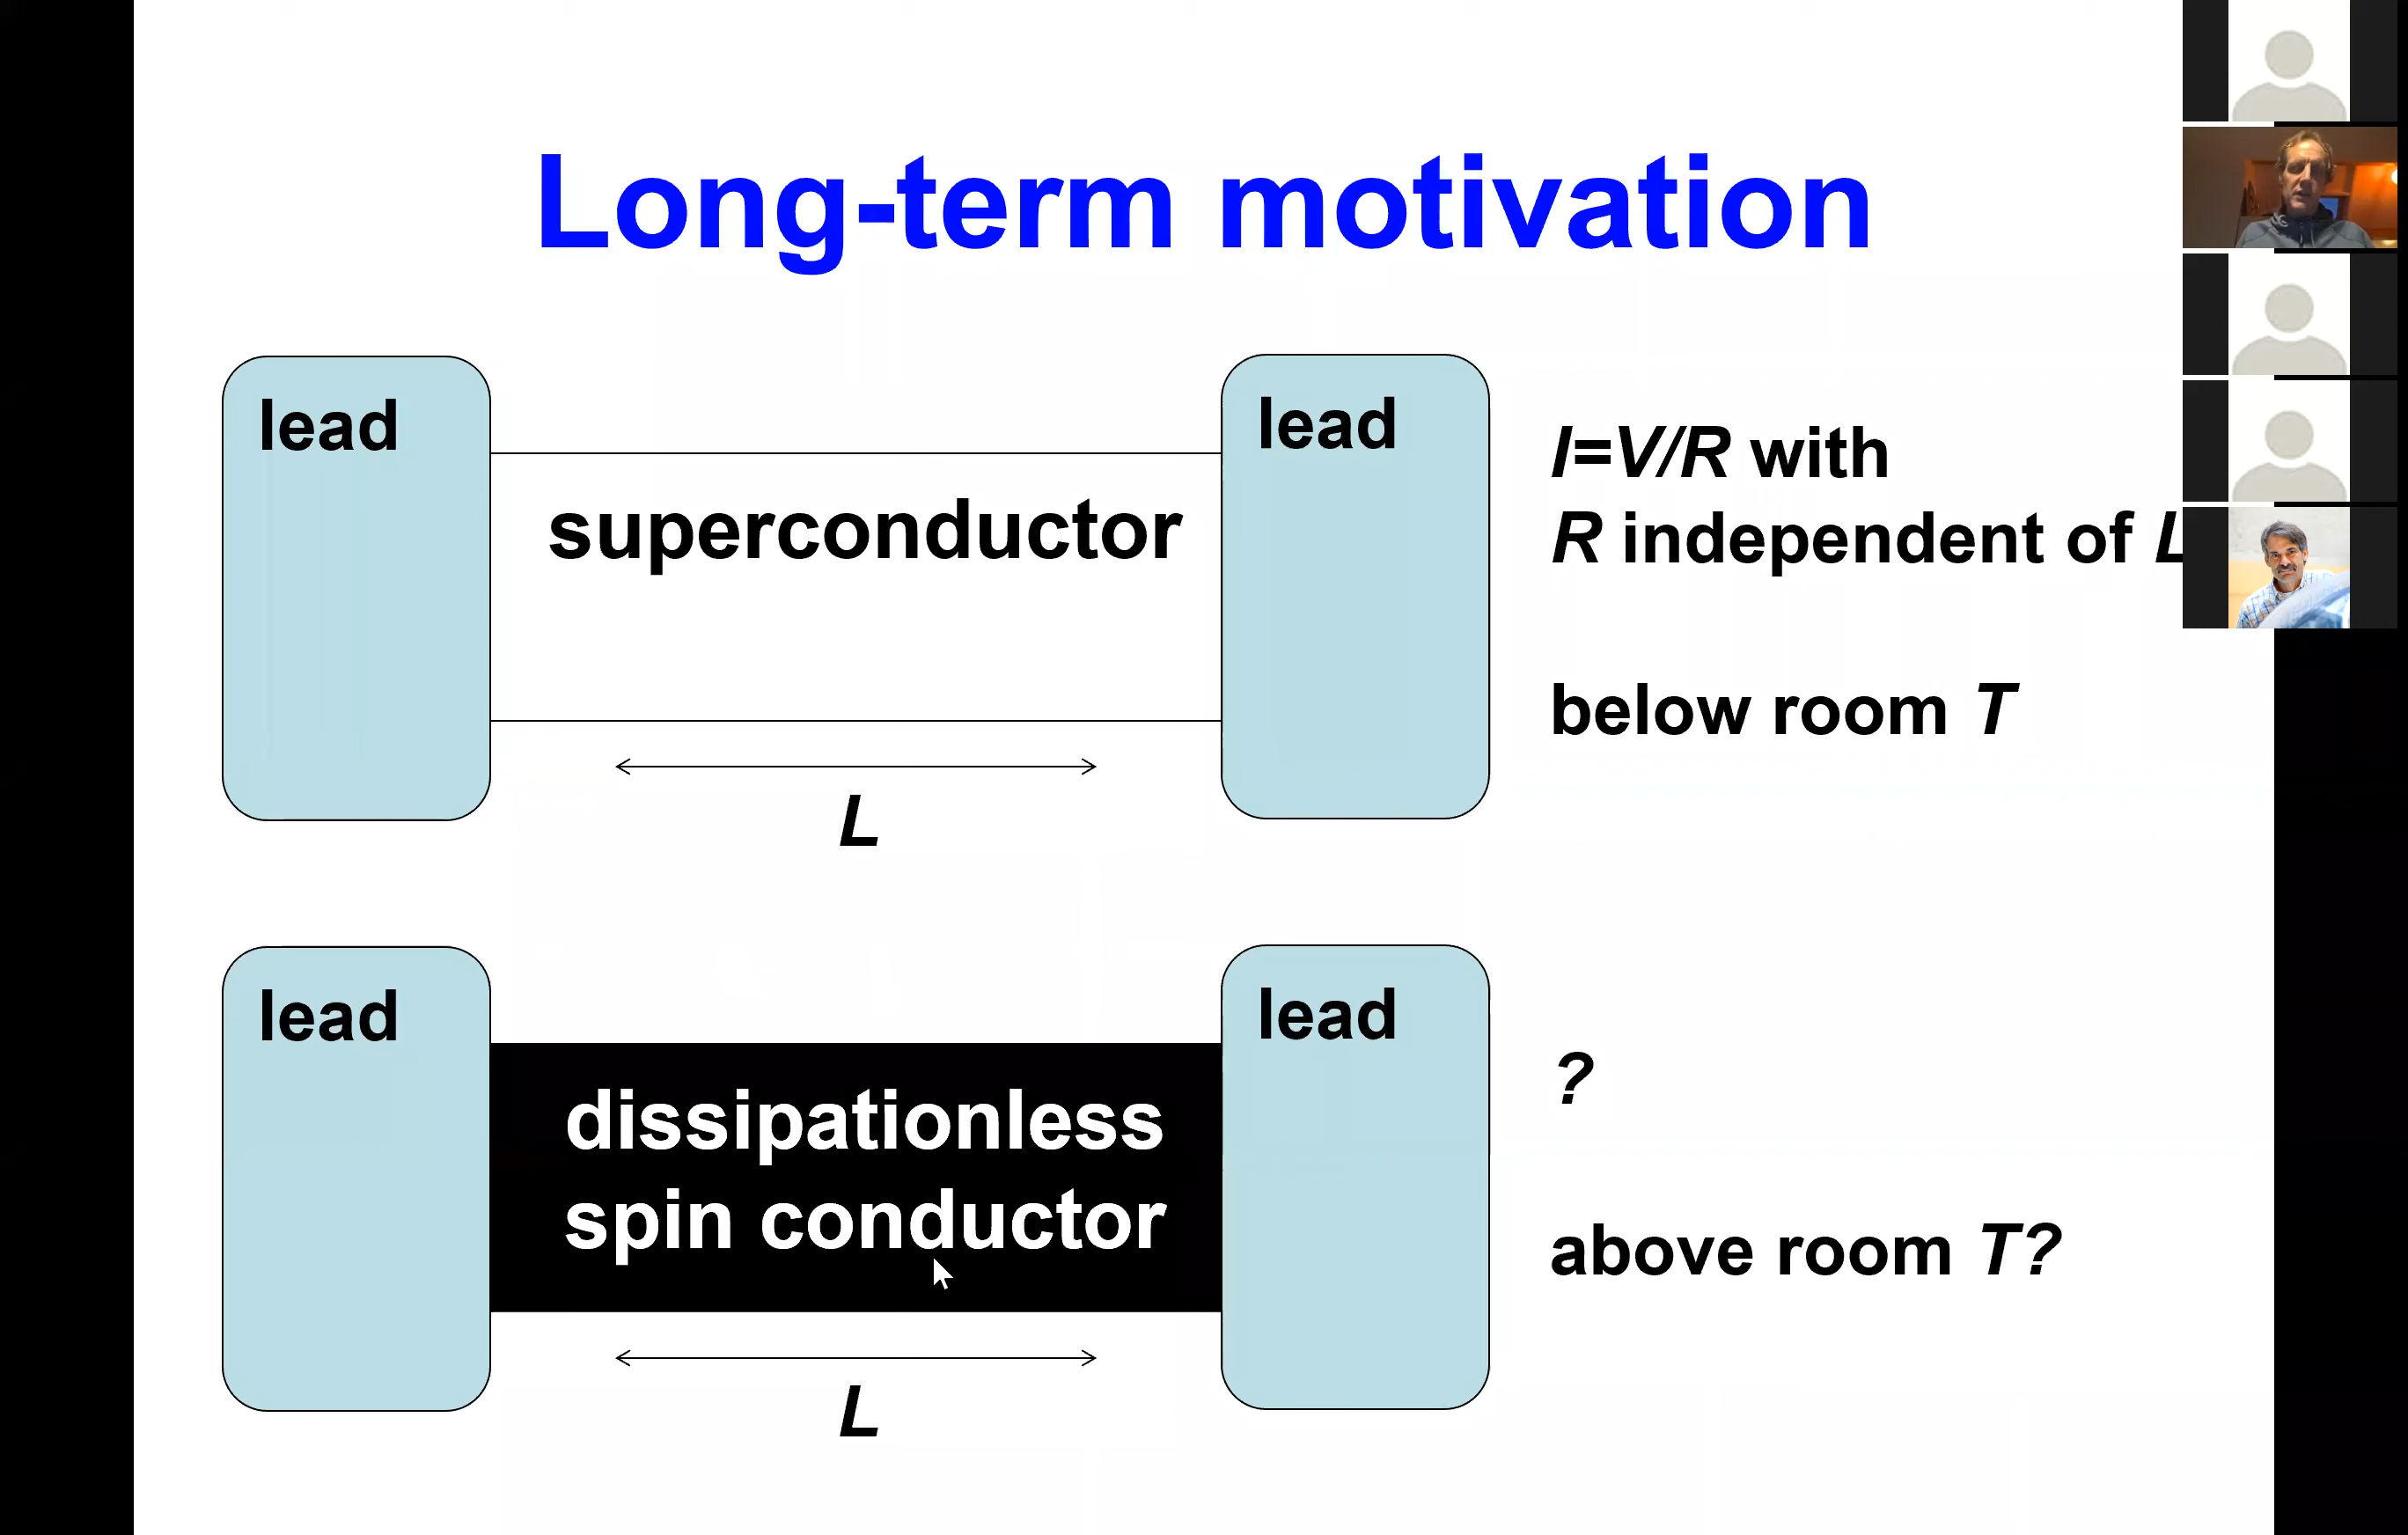 Long-term motivation
lead
superconductor
lead
L
I=V/R with
R independent of L
below room T
lead
dissipationless
spin conductor
lead
L
?
above room T?